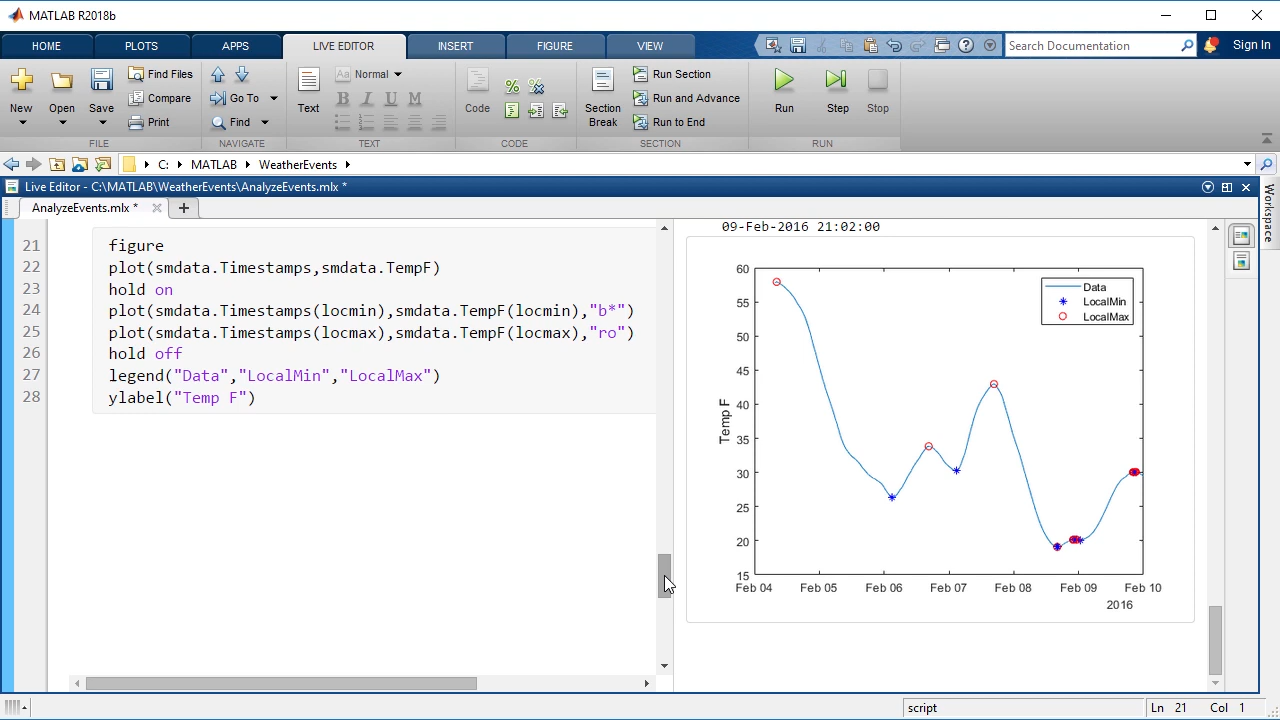 MATLAB R2018b
HOME PLOTS APPS LIVE EDITOR INSERT FIGURE VIEW
Search Documentation
Sign In
New Open Save
Find Files
Compare
Print
FILE
Go To
Find
NAVIGATE
Text
Aa Normal
B I U M
TEXT
Code
CODE
Section
Break
Run Section
Run and Advance
Run to End
SECTION
Run Step Stop
RUN
C: MATLAB WeatherEvents
Live Editor - C:\MATLAB\WeatherEvents\AnalyzeEvents.mlx *
AnalyzeEvents.mlx *
Workspace
21 figure
22 plot(smdata.Timestamps,smdata.TempF)
23 hold on
24 plot(smdata.Timestamps(locmin),smdata.TempF(locmin),"b*")
25 plot(smdata.Timestamps(locmax),smdata.TempF(locmax),"ro")
26 hold off
27 legend("Data","LocalMin","LocalMax")
28 ylabel("Temp F")
09-Feb-2016 21:02:00
60
55
50
45
40
35
30
25
20
15
Temp F
Data
LocalMin
LocalMax
Feb 04 Feb 05 Feb 06 Feb 07 Feb 08 Feb 09 Feb 10
2016
script
Ln 21 Col 1